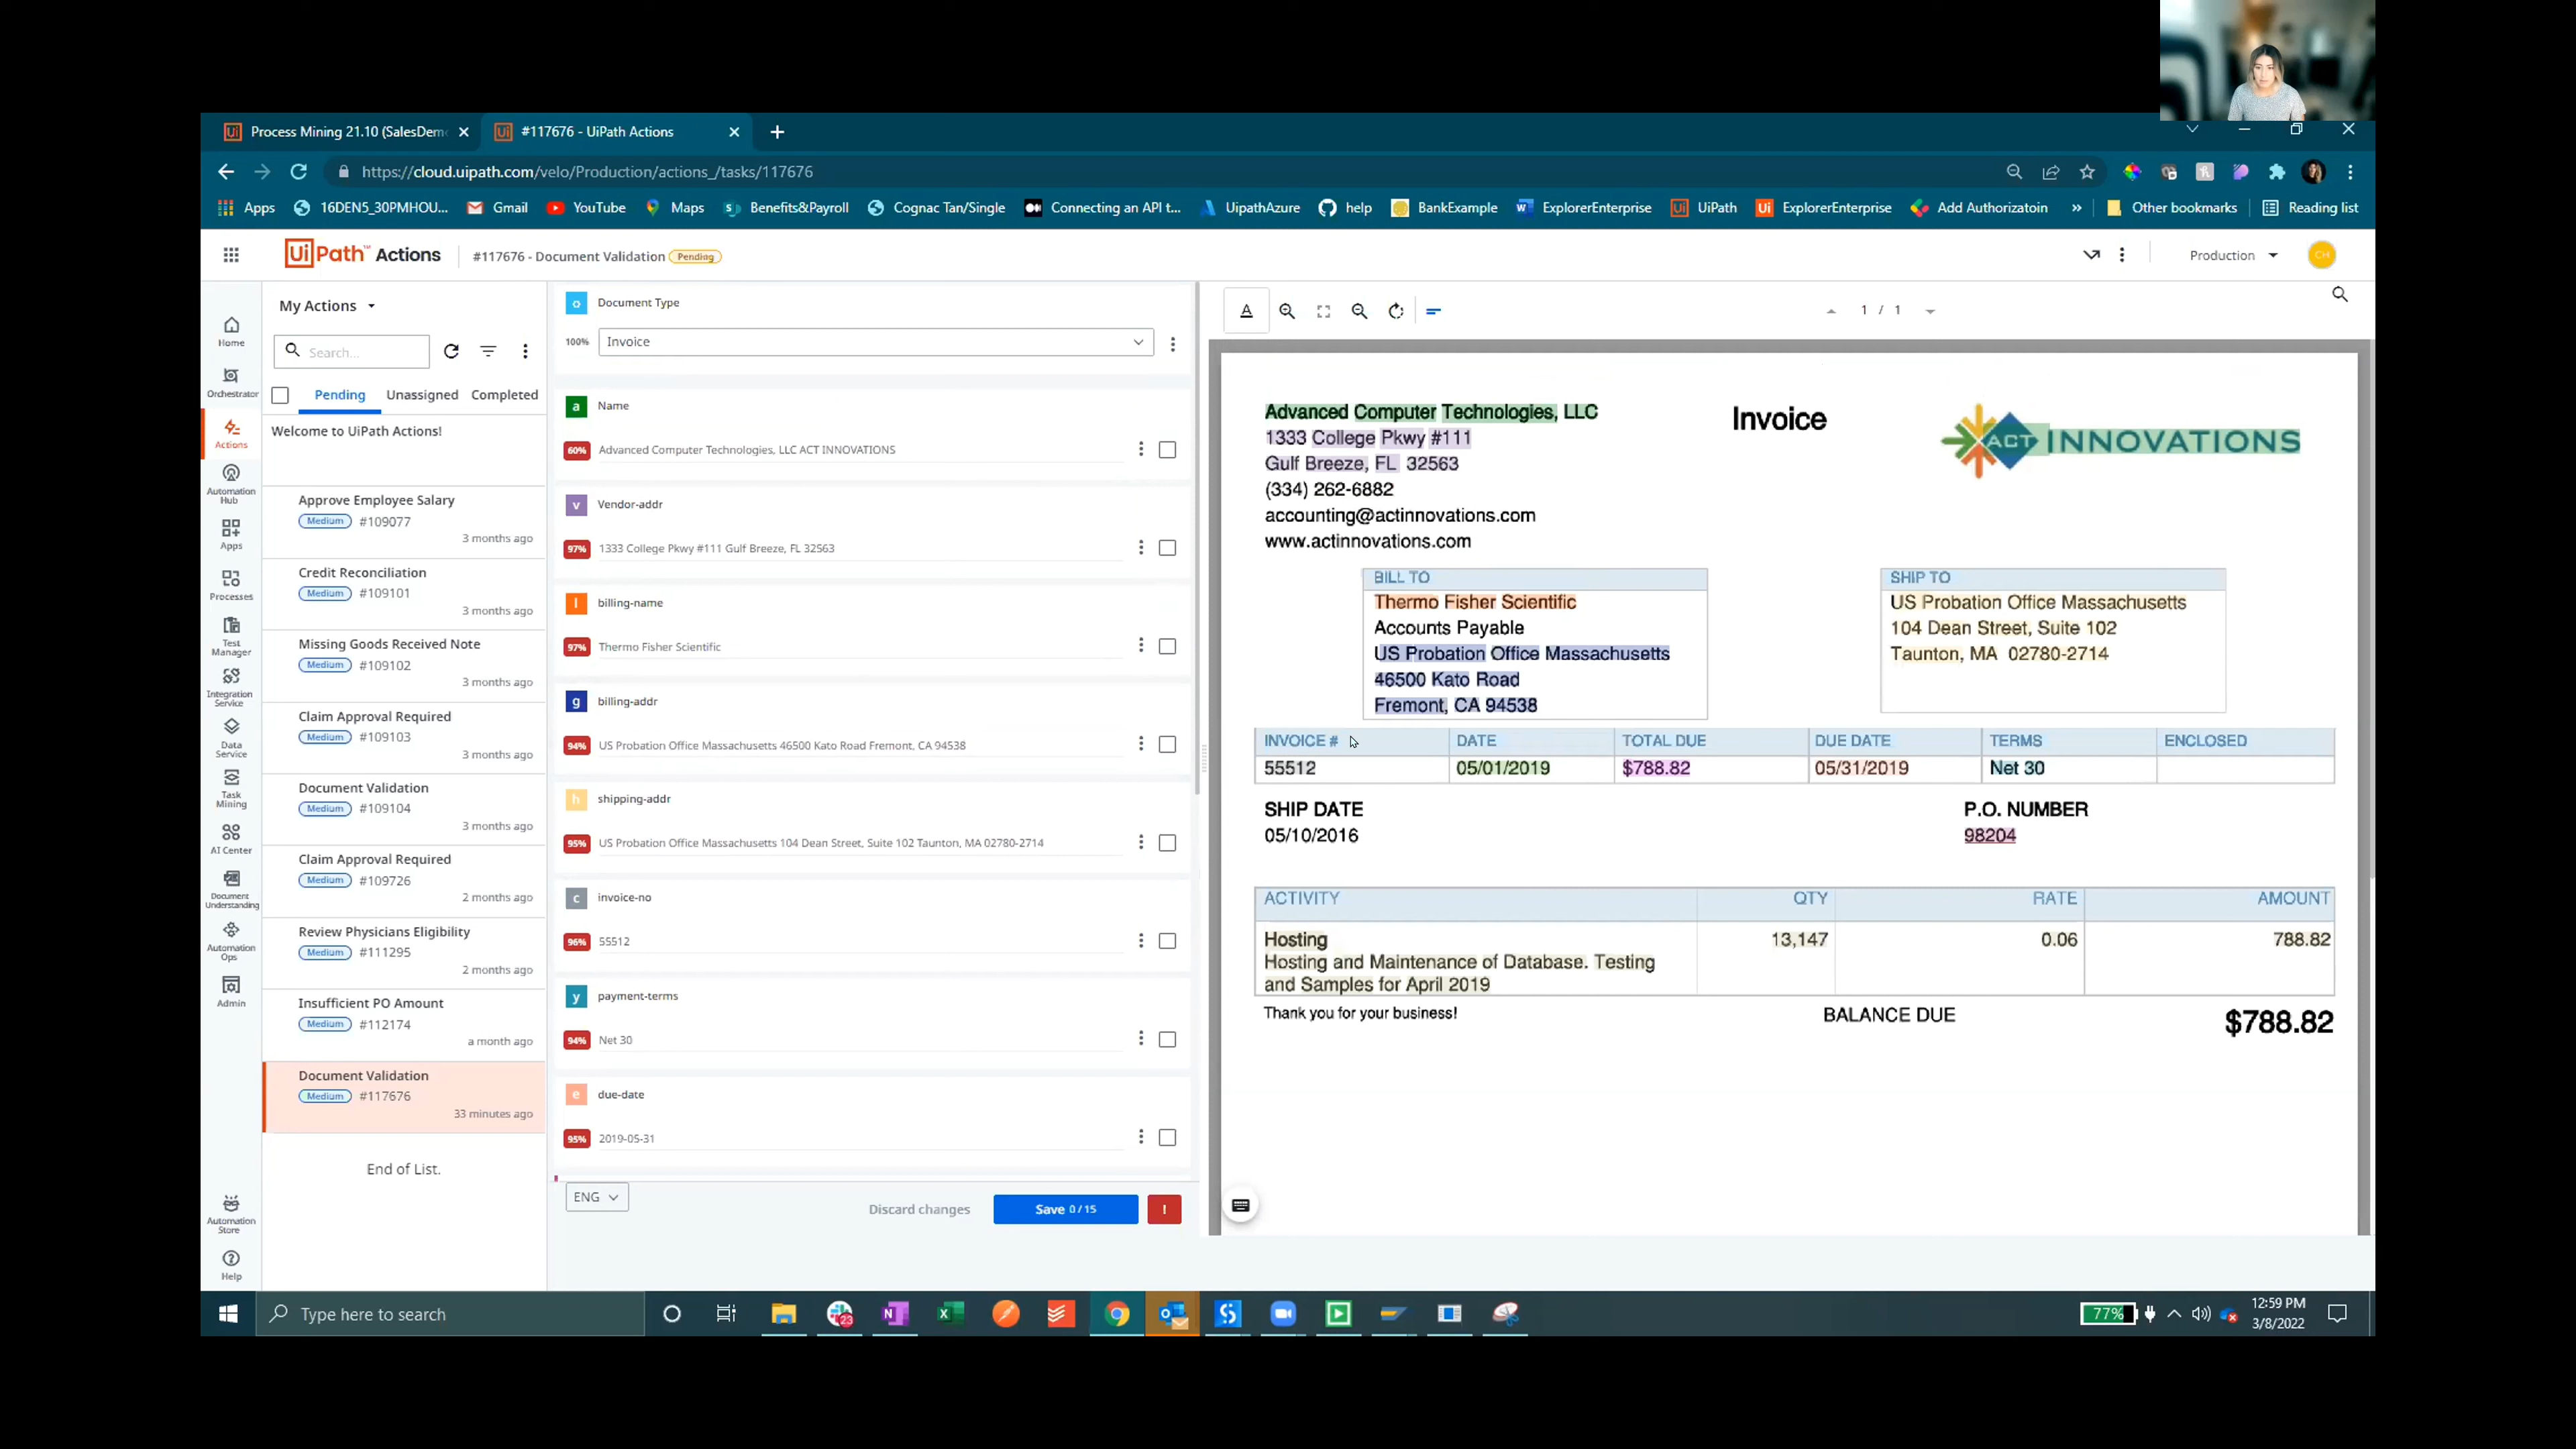 Process Mining 21.10 (SalesDem
#117676 - UiPath Actions
https://cloud.uipath.com/velo/Production/actions_/tasks/117676
Apps
16DEN5_30PMHOU...
Gmail
YouTube
Maps
Benefits&Payroll
Cognac Tan/Single
Connecting an API t...
UipathAzure
help
BankExample
ExplorerEnterprise
UiPath
ExplorerEnterprise
Add Authorizatoin
»
Other bookmarks
Reading list
UiPath™ Actions
#117676 - Document Validation Pending
Production
CH
Home
Orchestrator
Actions
Automation Hub
Apps
Processes
Test Manager
Integration Service
Data Service
Task Mining
AI Center
Document Understanding
Automation Ops
Admin
Automation Store
Help
My Actions
Search...
Pending
Unassigned
Completed
Welcome to UiPath Actions!
Approve Employee Salary
Medium #109077
3 months ago
Credit Reconciliation
Medium #109101
3 months ago
Missing Goods Received Note
Medium #109102
3 months ago
Claim Approval Required
Medium #109103
3 months ago
Document Validation
Medium #109104
3 months ago
Claim Approval Required
Medium #109726
2 months ago
Review Physicians Eligibility
Medium #111295
2 months ago
Insufficient PO Amount
Medium #112174
a month ago
Document Validation
Medium #117676
33 minutes ago
End of List.
o Document Type
100% Invoice
a Name
60% Advanced Computer Technologies, LLC ACT INNOVATIONS
v Vendor-addr
97% 1333 College Pkwy #111 Gulf Breeze, FL 32563
l billing-name
97% Thermo Fisher Scientific
g billing-addr
94% US Probation Office Massachusetts 46500 Kato Road Fremont, CA 94538
h shipping-addr
95% US Probation Office Massachusetts 104 Dean Street, Suite 102 Taunton, MA 02780-2714
c invoice-no
96% 55512
y payment-terms
94% Net 30
e due-date
95% 2019-05-31
ENG
Discard changes
Save 0 / 15
!
A
1 / 1
Advanced Computer Technologies, LLC
1333 College Pkwy #111
Gulf Breeze, FL 32563
(334) 262-6882
accounting@actinnovations.com
www.actinnovations.com
Invoice
ACT INNOVATIONS
BILL TO
Thermo Fisher Scientific
Accounts Payable
US Probation Office Massachusetts
46500 Kato Road
Fremont, CA 94538
SHIP TO
US Probation Office Massachusetts
104 Dean Street, Suite 102
Taunton, MA 02780-2714
INVOICE # DATE TOTAL DUE DUE DATE TERMS ENCLOSED
55512 05/01/2019 $788.82 05/31/2019 Net 30
SHIP DATE P.O. NUMBER
05/10/2016 98204
ACTIVITY QTY RATE AMOUNT
Hosting 13,147 0.06 788.82
Hosting and Maintenance of Database. Testing
and Samples for April 2019
Thank you for your business! BALANCE DUE $788.82
Type here to search
23
77%
12:59 PM
3/8/2022